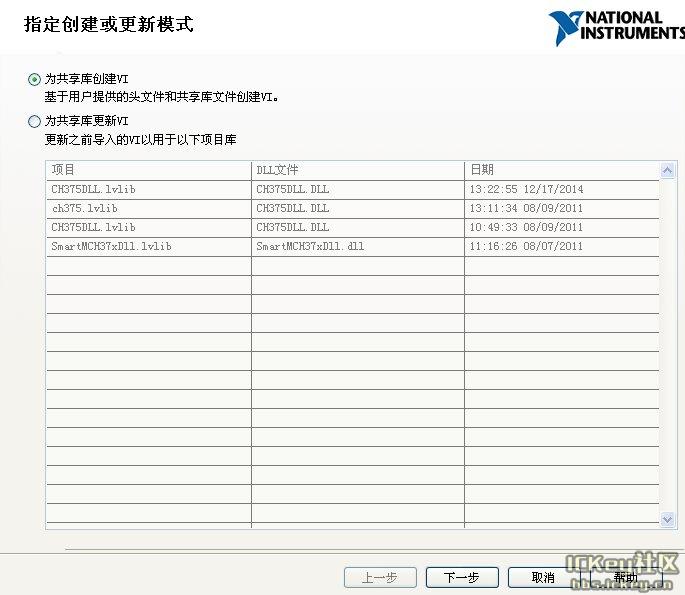 指定创建或更新模式
NATIONAL
INSTRUMENTS
为共享库创建VI
基于用户提供的头文件和共享库文件创建VI。
为共享库更新VI
更新之前导入的VI以用于以下项目库
项目 DLL文件 日期
CH375DLL.lvlib CH375DLL.DLL 13:22:55 12/17/2014
ch375.lvlib CH375DLL.DLL 13:11:34 08/09/2011
CH375DLL.lvlib CH375DLL.DLL 10:49:33 08/09/2011
SmartMCH37xDll.lvlib SmartMCH37xDll.dll 11:16:26 08/07/2011
上一步 下一步 取消 帮助
ICKey社区
bbs.ickey.cn